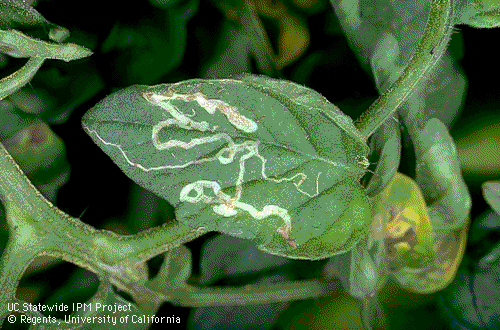 UC Statewide IPM Project
© Regents, University of California